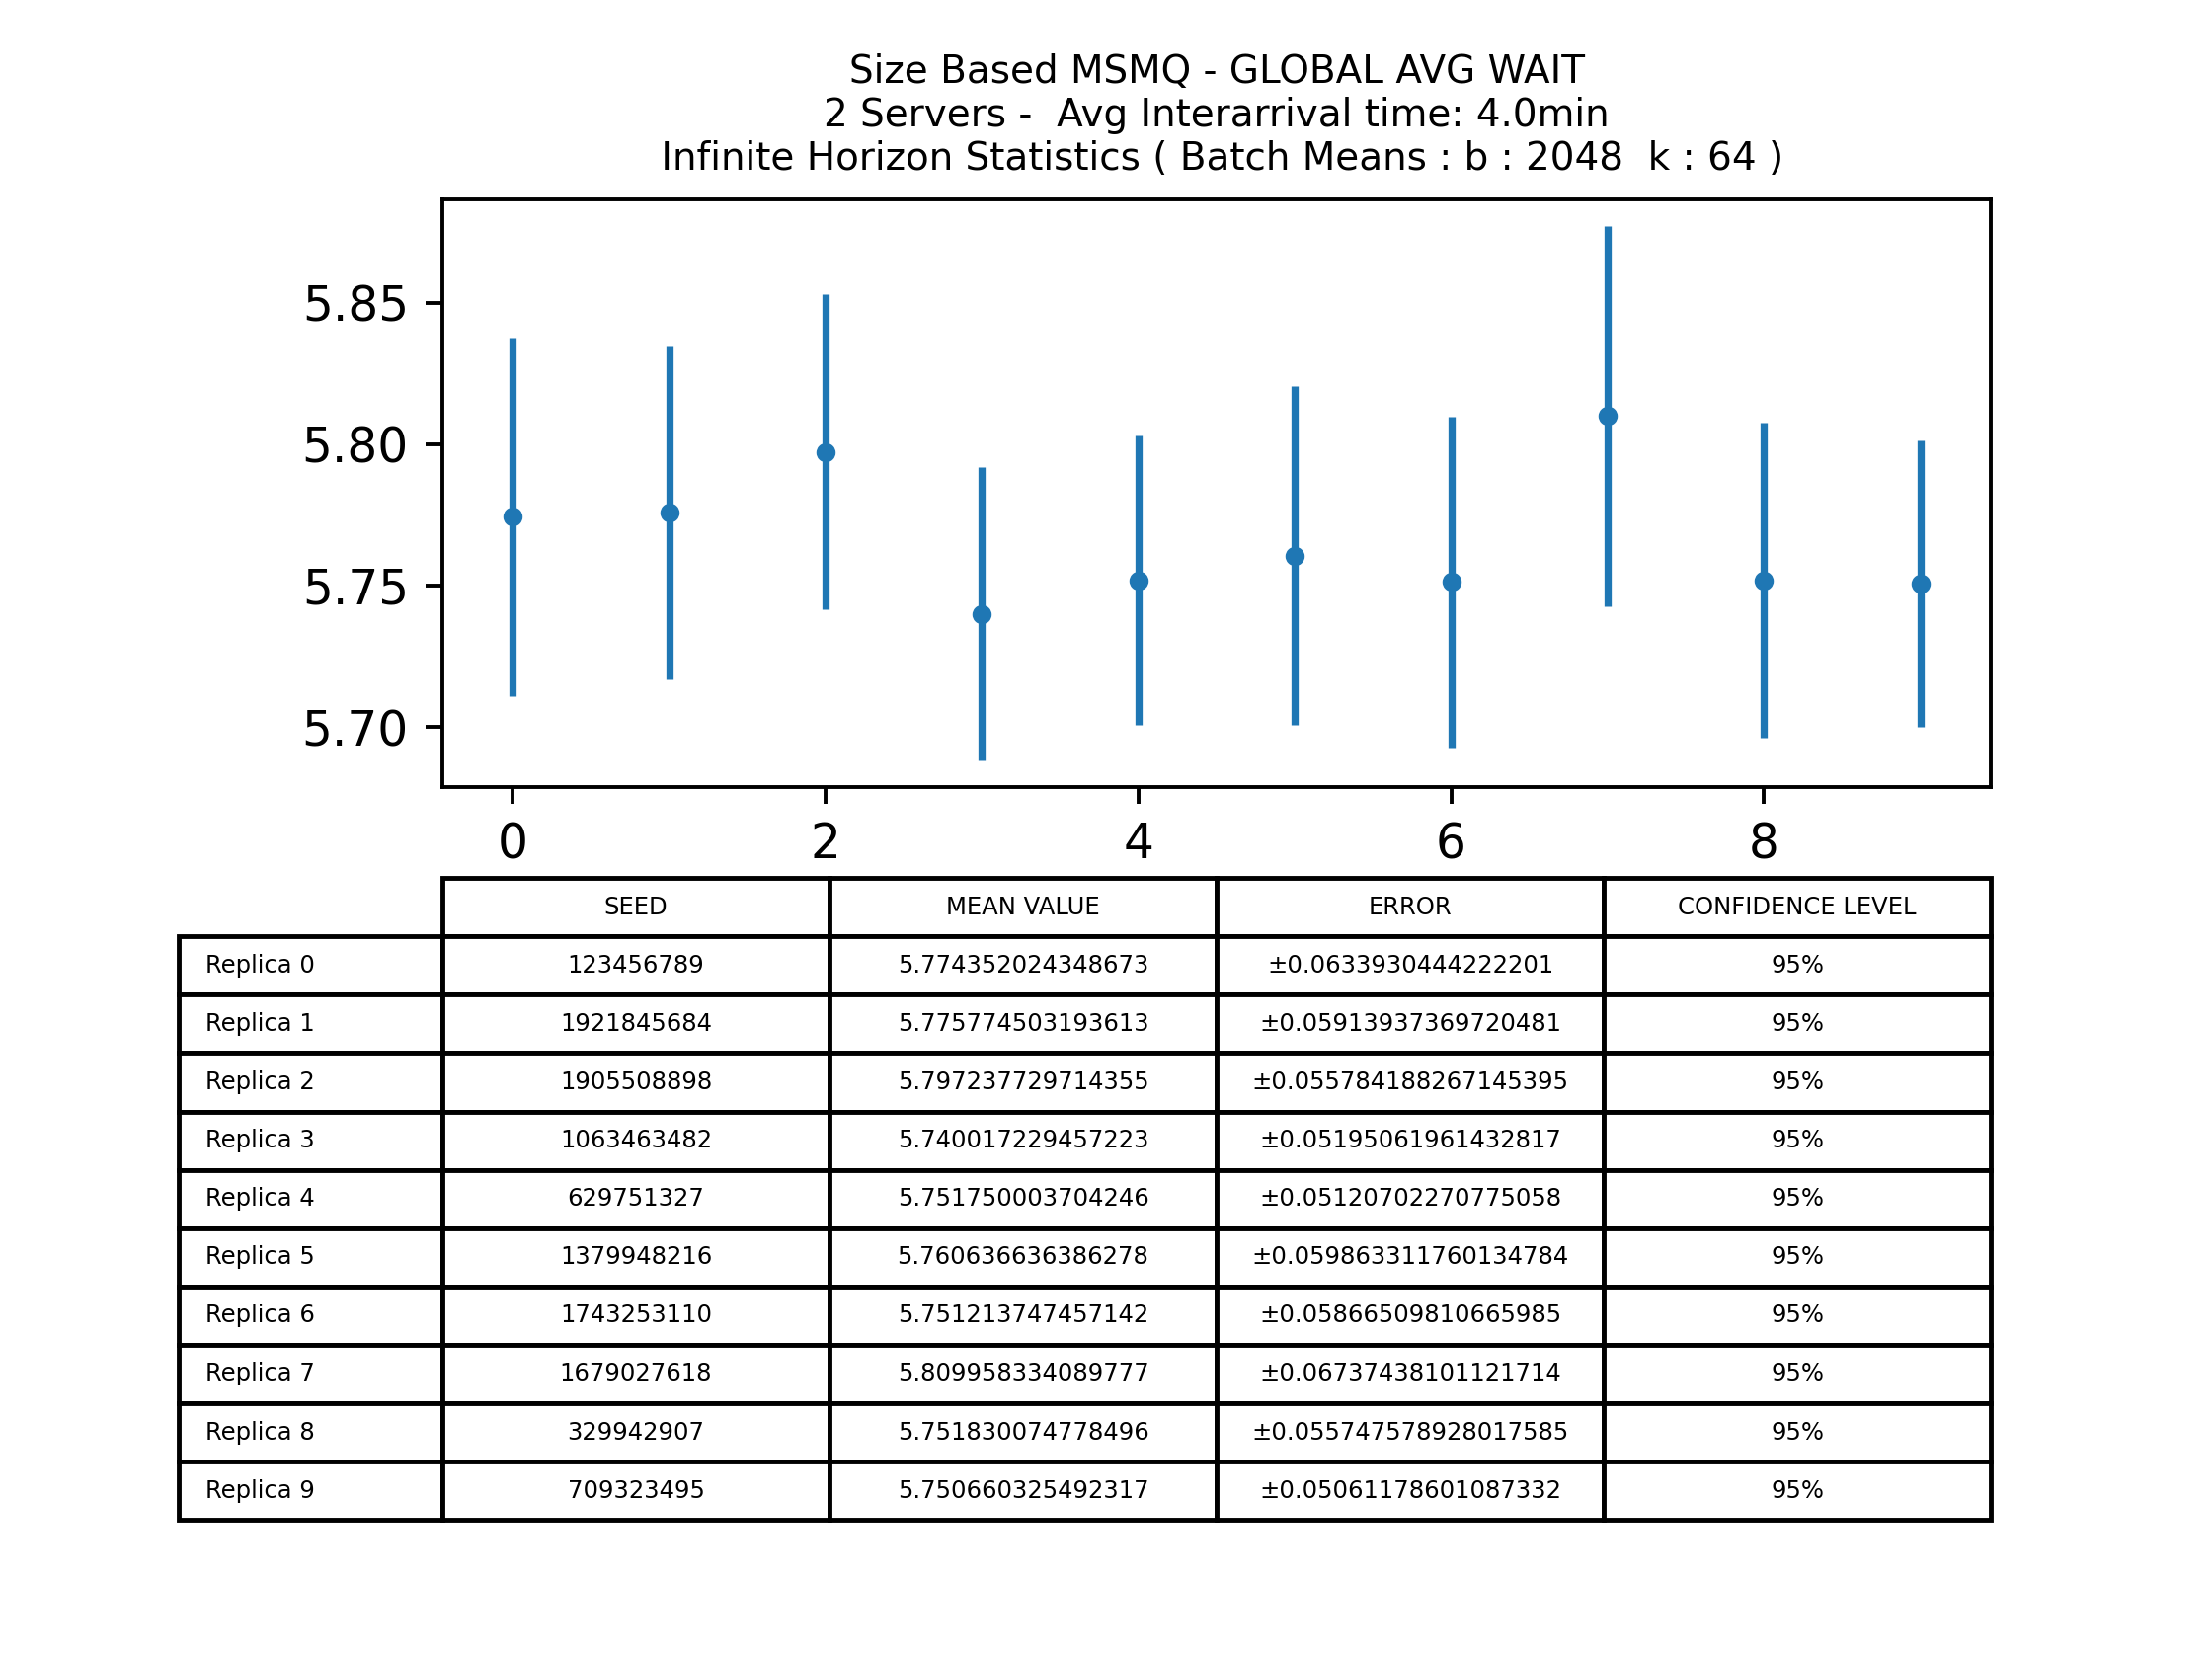 Size Based MSMQ - GLOBAL AVG WAIT
2 Servers -  Avg Interarrival time: 4.0min
Infinite Horizon Statistics ( Batch Means : b : 2048  k : 64 )
5.85
5.80
5.75
5.70
0 2 4 6 8
SEED MEAN VALUE ERROR CONFIDENCE LEVEL
Replica 0 123456789 5.774352024348673 ±0.0633930444222201 95%
Replica 1 1921845684 5.775774503193613 ±0.05913937369720481 95%
Replica 2 1905508898 5.797237729714355 ±0.055784188267145395 95%
Replica 3 1063463482 5.740017229457223 ±0.05195061961432817 95%
Replica 4 629751327 5.751750003704246 ±0.05120702270775058 95%
Replica 5 1379948216 5.760636636386278 ±0.059863311760134784 95%
Replica 6 1743253110 5.751213747457142 ±0.05866509810665985 95%
Replica 7 1679027618 5.809958334089777 ±0.06737438101121714 95%
Replica 8 329942907 5.751830074778496 ±0.055747578928017585 95%
Replica 9 709323495 5.750660325492317 ±0.05061178601087332 95%